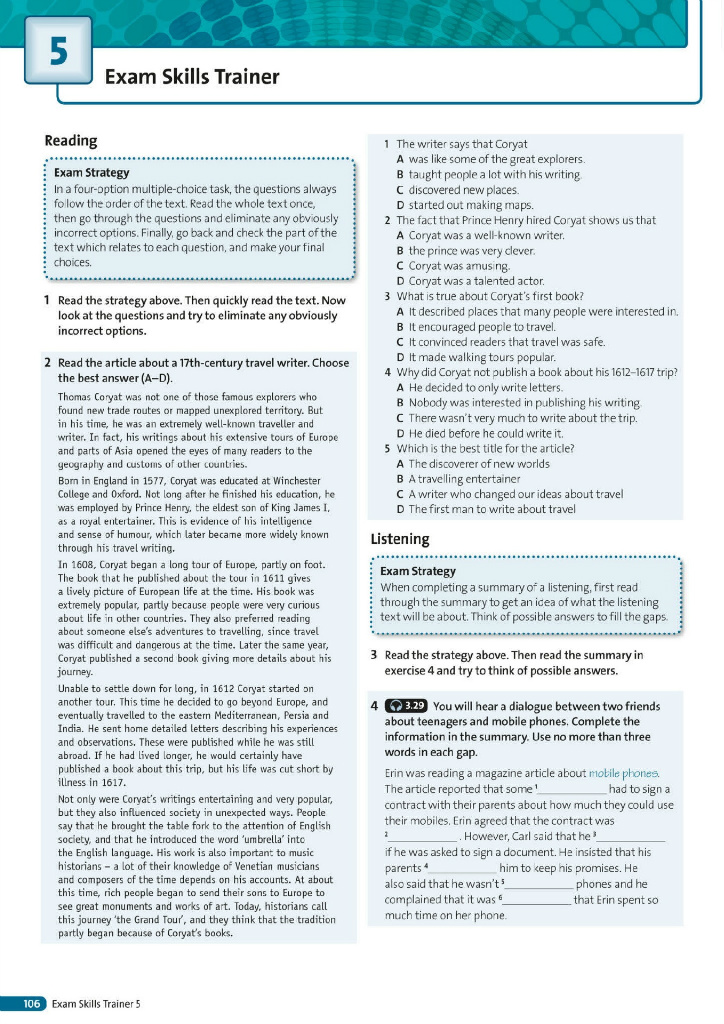 5
Exam Skills Trainer
Reading
Exam Strategy
In a four-option multiple-choice task, the questions always
follow the order of the text. Read the whole text once,
then go through the questions and eliminate any obviously
incorrect options. Finally, go back and check the part of the
text which relates to each question, and make your final
choices.
1 Read the strategy above. Then quickly read the text. Now
look at the questions and try to eliminate any obviously
incorrect options.
2 Read the article about a 17th-century travel writer. Choose
the best answer (A–D).
Thomas Coryat was not one of those famous explorers who
found new trade routes or mapped unexplored territory. But
in his time, he was an extremely well-known traveller and
writer. In fact, his writings about his extensive tours of Europe
and parts of Asia opened the eyes of many readers to the
geography and customs of other countries.
Born in England in 1577, Coryat was educated at Winchester
College and Oxford. Not long after he finished his education, he
was employed by Prince Henry, the eldest son of King James I,
as a royal entertainer. This is evidence of his intelligence
and sense of humour, which later became more widely known
through his travel writing.
In 1608, Coryat began a long tour of Europe, partly on foot.
The book that he published about the tour in 1611 gives
a lively picture of European life at the time. His book was
extremely popular, partly because people were very curious
about life in other countries. They also preferred reading
about someone else's adventures to travelling, since travel
was difficult and dangerous at the time. Later the same year,
Coryat published a second book giving more details about his
journey.
Unable to settle down for long, in 1612 Coryat started on
another tour. This time he decided to go beyond Europe, and
eventually travelled to the eastern Mediterranean, Persia and
India. He sent home detailed letters describing his experiences
and observations. These were published while he was still
abroad. If he had lived longer, he would certainly have
published a book about this trip, but his life was cut short by
illness in 1617.
Not only were Coryat's writings entertaining and very popular,
but they also influenced society in unexpected ways. People
say that he brought the table fork to the attention of English
society, and that he introduced the word 'umbrella' into
the English language. His work is also important to music
historians – a lot of their knowledge of Venetian musicians
and composers of the time depends on his accounts. At about
this time, rich people began to send their sons to Europe to
see great monuments and works of art. Today, historians call
this journey 'the Grand Tour', and they think that the tradition
partly began because of Coryat's books.
1 The writer says that Coryat
A was like some of the great explorers.
B taught people a lot with his writing.
C discovered new places.
D started out making maps.
2 The fact that Prince Henry hired Coryat shows us that
A Coryat was a well-known writer.
B the prince was very clever.
C Coryat was amusing.
D Coryat was a talented actor.
3 What is true about Coryat's first book?
A It described places that many people were interested in.
B It encouraged people to travel.
C It convinced readers that travel was safe.
D It made walking tours popular.
4 Why did Coryat not publish a book about his 1612–1617 trip?
A He decided to only write letters.
B Nobody was interested in publishing his writing.
C There wasn't very much to write about the trip.
D He died before he could write it.
5 Which is the best title for the article?
A The discoverer of new worlds
B A travelling entertainer
C A writer who changed our ideas about travel
D The first man to write about travel
Listening
Exam Strategy
When completing a summary of a listening, first read
through the summary to get an idea of what the listening
text will be about. Think of possible answers to fill the gaps.
3 Read the strategy above. Then read the summary in
exercise 4 and try to think of possible answers.
4 3.29 You will hear a dialogue between two friends
about teenagers and mobile phones. Complete the
information in the summary. Use no more than three
words in each gap.
Erin was reading a magazine article about mobile phones.
The article reported that some 1____________ had to sign a
contract with their parents about how much they could use
their mobiles. Erin agreed that the contract was
2____________ . However, Carl said that he 3____________
if he was asked to sign a document. He insisted that his
parents 4____________ him to keep his promises. He
also said that he wasn't 5____________ phones and he
complained that it was 6____________ that Erin spent so
much time on her phone.
106 Exam Skills Trainer 5